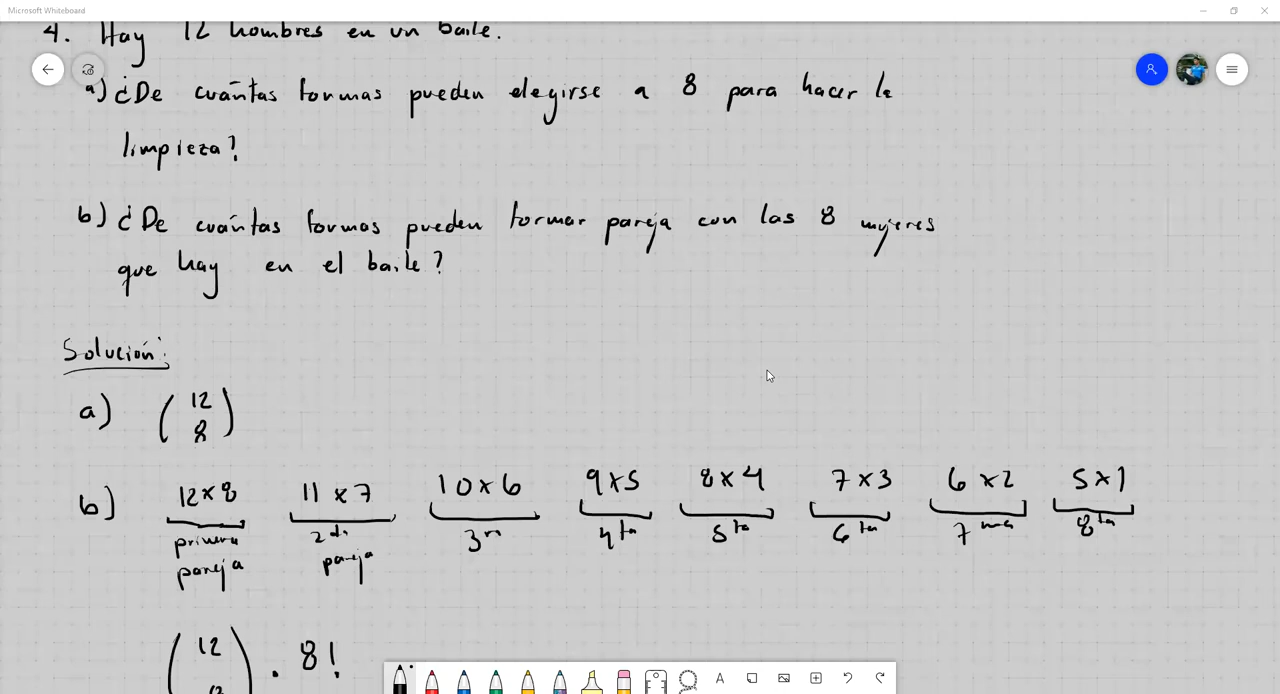 Microsoft Whiteboard
4. Hay 12 hombres en un baile.
a) ¿De cuántas formas pueden elegirse a 8 para hacer la
limpieza?
b) ¿De cuántas formas pueden formar pareja con las 8 mujeres
que hay en el baile?
Solución:
a) (12
8)
b) 12 x 8 11 x 7 10 x 6 9 x 5 8 x 4 7 x 3 6 x 2 5 x 1
primera 2da 3ra 4ta 5ta 6ta 7ma 8ta
pareja pareja
(12
) . 8!
A